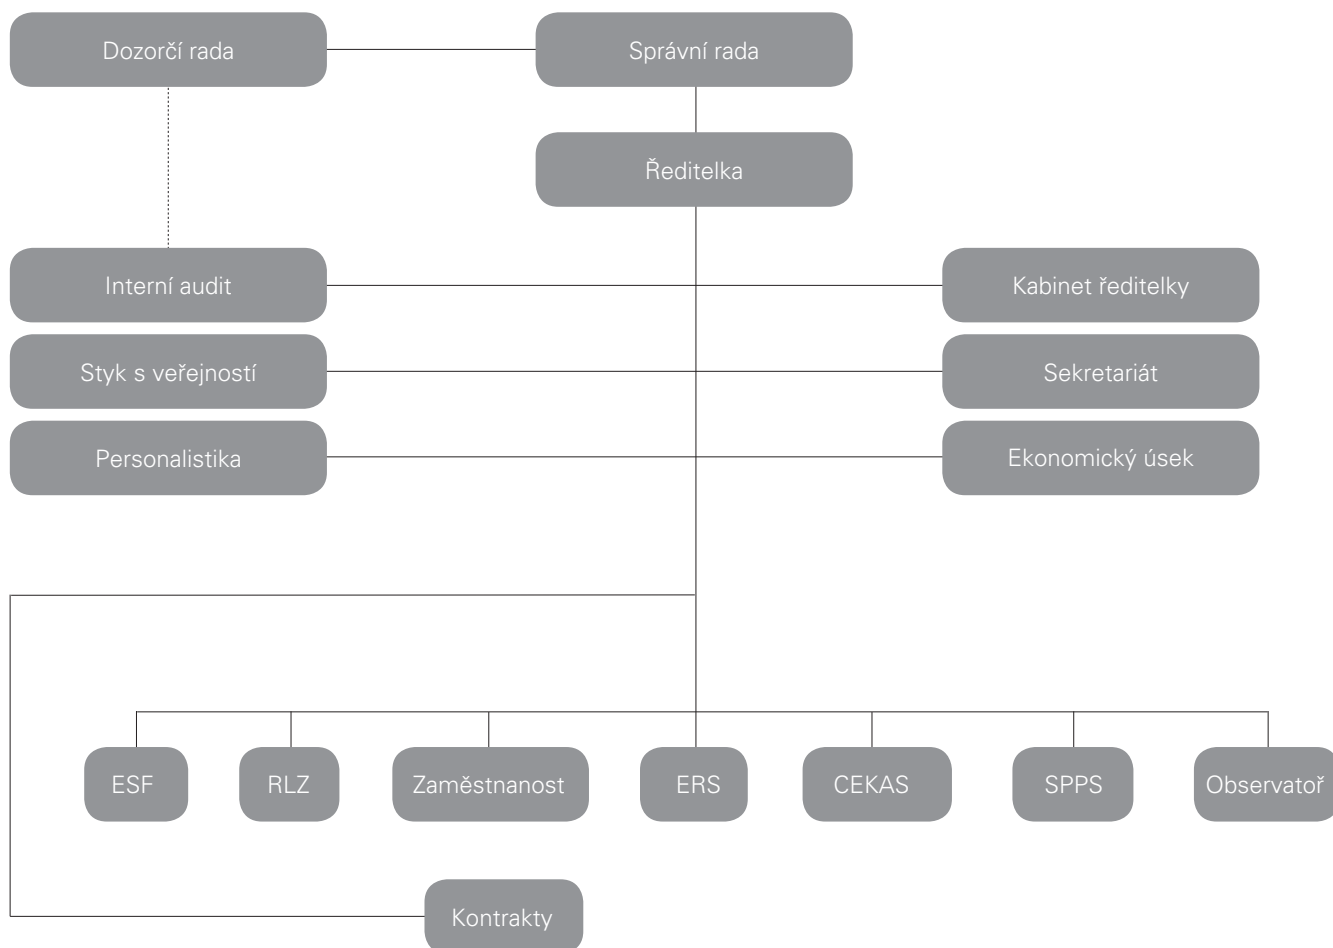 Dozorčí rada
Správní rada
Ředitelka
Interní audit
Kabinet ředitelky
Styk s veřejností
Sekretariát
Personalistika
Ekonomický úsek
ESF
RLZ
Zaměstnanost
ERS
CEKAS
SPPS
Observatoř
Kontrakty